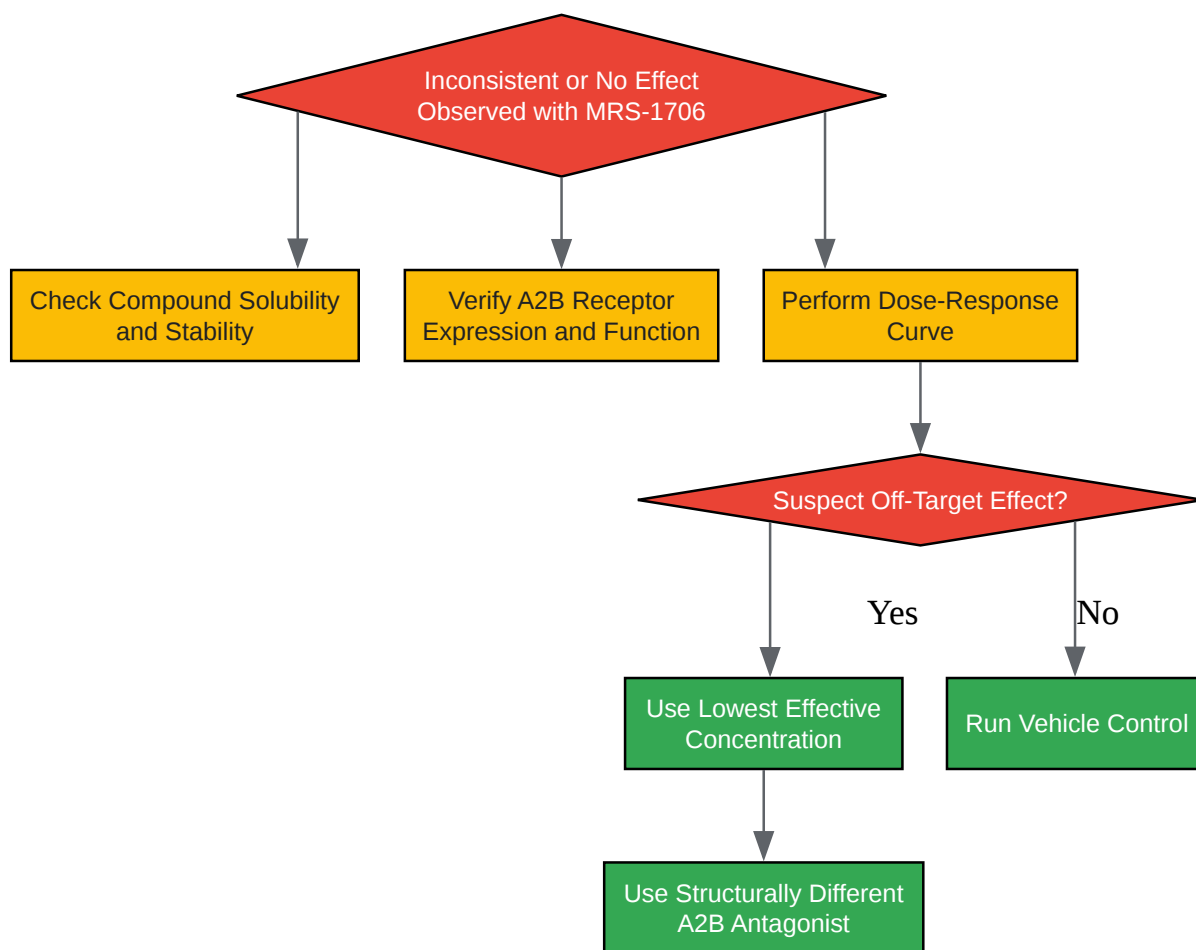 Inconsistent or No Effect
Observed with MRS-1706
Check Compound Solubility
and Stability
Verify A2B Receptor
Expression and Function
Perform Dose-Response
Curve
Suspect Off-Target Effect?
Yes
No
Use Lowest Effective
Concentration
Run Vehicle Control
Use Structurally Different
A2B Antagonist